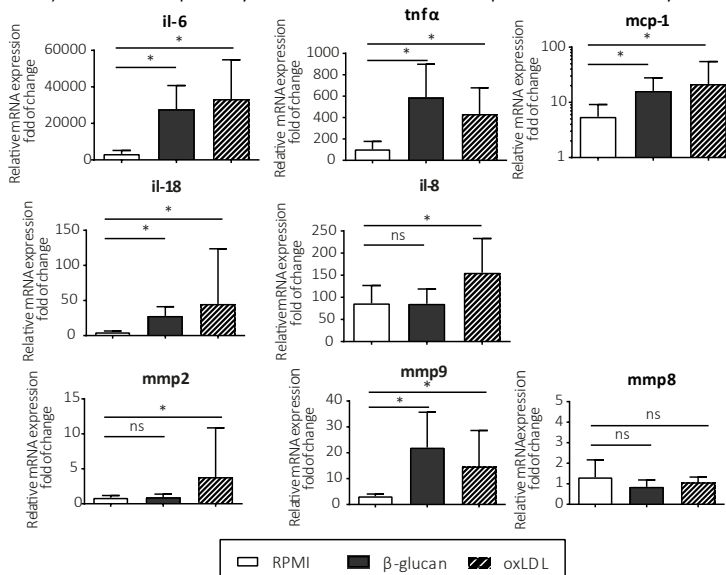 il-6
Relative mRNA expression
fold of change
60000
40000
20000
0
*
*
tnf α
Relative mRNA expression
fold of change
1000
800
600
400
200
0
*
*
mcp-1
Relative mRNA expression
fold of change
100
10
1
*
*
il-18
Relative mRNA expression
fold of change
150
100
50
0
*
*
il-8
Relative mRNA expression
fold of change
250
200
150
100
50
0
*
ns
mmp2
Relative mRNA expression
fold of change
15
10
5
0
*
ns
mmp9
Relative mRNA expression
fold of change
40
30
20
10
0
*
*
mmp8
Relative mRNA expression
fold of change
4
3
2
1
0
ns
ns
RPMI β-glucan oxLDL